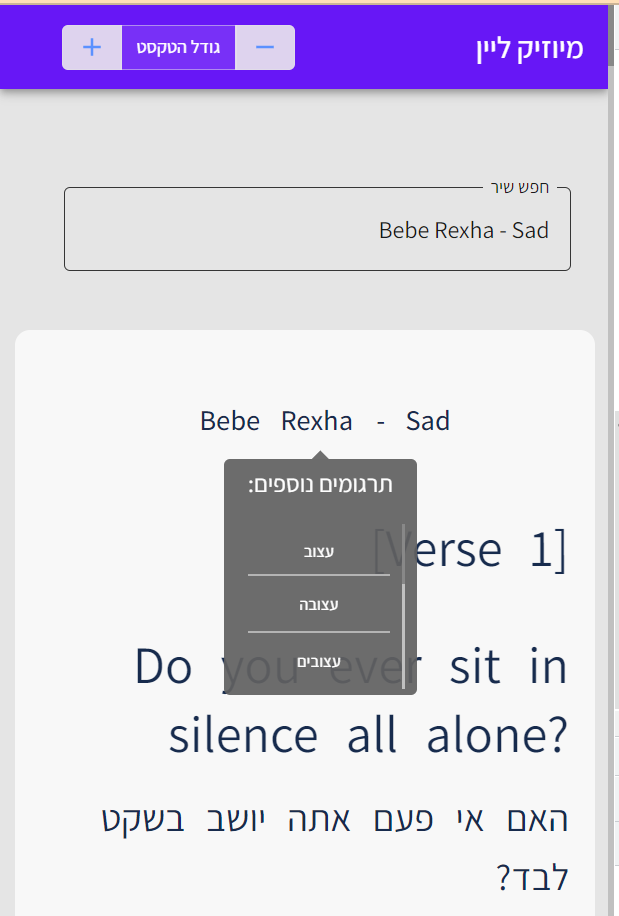 מיוזיק ליין
− גודל הטקסט +
חפש שיר
Bebe Rexha - Sad
Bebe Rexha - Sad
תרגומים נוספים:
[Verse 1]
עצוב
עצובה
עצובים
Do you ever sit in
silence all alone?
האם אי פעם אתה יושב בשקט
לבד?